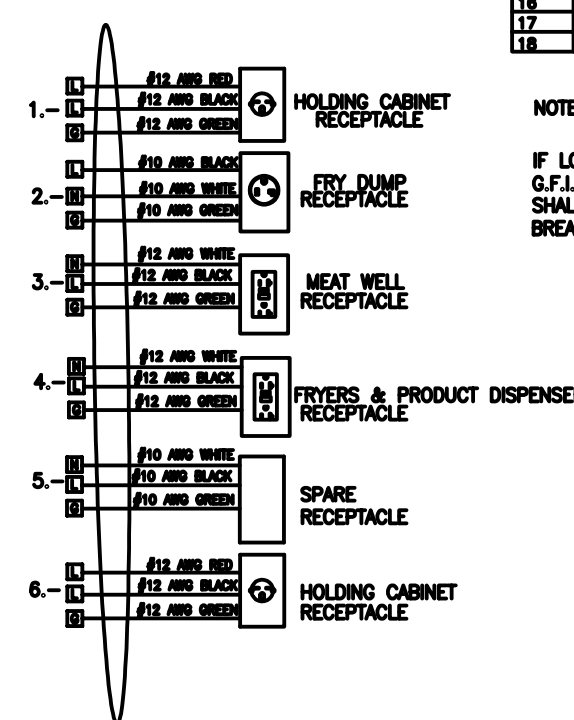 16
17
18
NOTE
IF LO
G.F.I.
SHAL
BREA
1.-
L #12 AWG RED
L #12 AWG BLACK
G #12 AWG GREEN
HOLDING CABINET
RECEPTACLE
2.-
L #10 AWG BLACK
N #10 AWG WHITE
G #10 AWG GREEN
FRY DUMP
RECEPTACLE
3.-
N #12 AWG WHITE
L #12 AWG BLACK
G #12 AWG GREEN
MEAT WELL
RECEPTACLE
4.-
N #12 AWG WHITE
L #12 AWG BLACK
G #12 AWG GREEN
FRYERS & PRODUCT DISPENSE
RECEPTACLE
5.-
N #10 AWG WHITE
L #10 AWG BLACK
G #10 AWG GREEN
SPARE
RECEPTACLE
6.-
L #12 AWG RED
L #12 AWG BLACK
G #12 AWG GREEN
HOLDING CABINET
RECEPTACLE